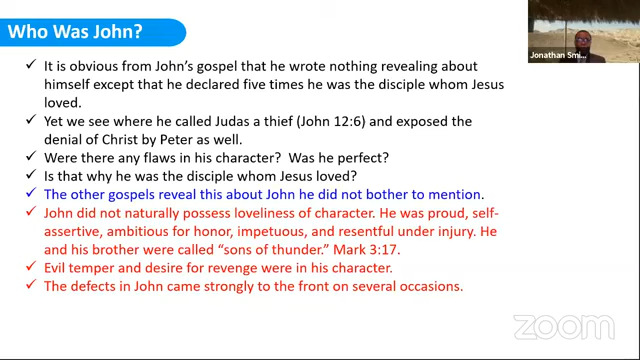 Who Was John?
Jonathan Smi...
It is obvious from John's gospel that he wrote nothing revealing about
himself except that he declared five times he was the disciple whom Jesus
loved.
Yet we see where he called Judas a thief (John 12:6) and exposed the
denial of Christ by Peter as well.
Were there any flaws in his character?  Was he perfect?
Is that why he was the disciple whom Jesus loved?
The other gospels reveal this about John he did not bother to mention.
John did not naturally possess loveliness of character. He was proud, self-
assertive, ambitious for honor, impetuous, and resentful under injury. He
and his brother were called "sons of thunder." Mark 3:17.
Evil temper and desire for revenge were in his character.
The defects in John came strongly to the front on several occasions.
zoom